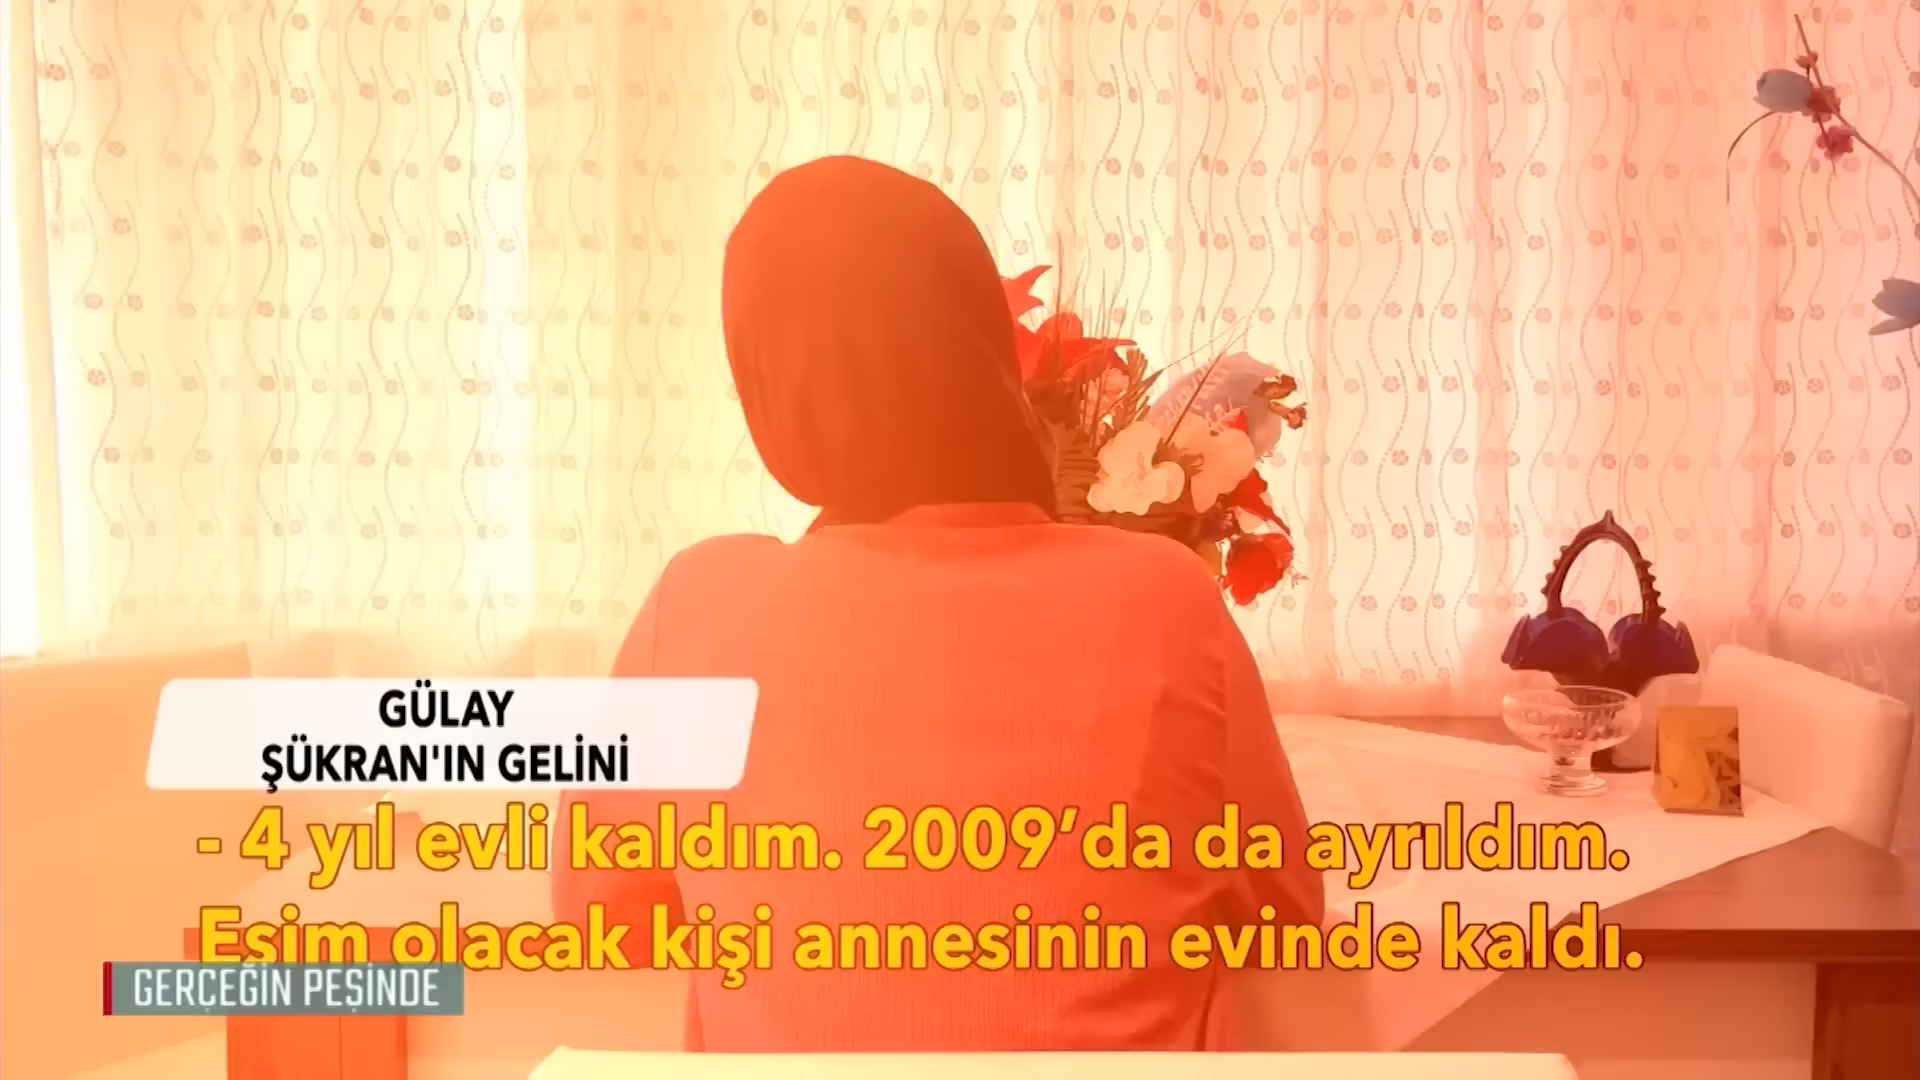 GÜLAY
ŞÜKRAN'IN GELİNİ
- 4 yıl evli kaldım. 2009’da da ayrıldım.
Eşim olacak kişi annesinin evinde kaldı.
GERÇEĞİN PEŞİNDE